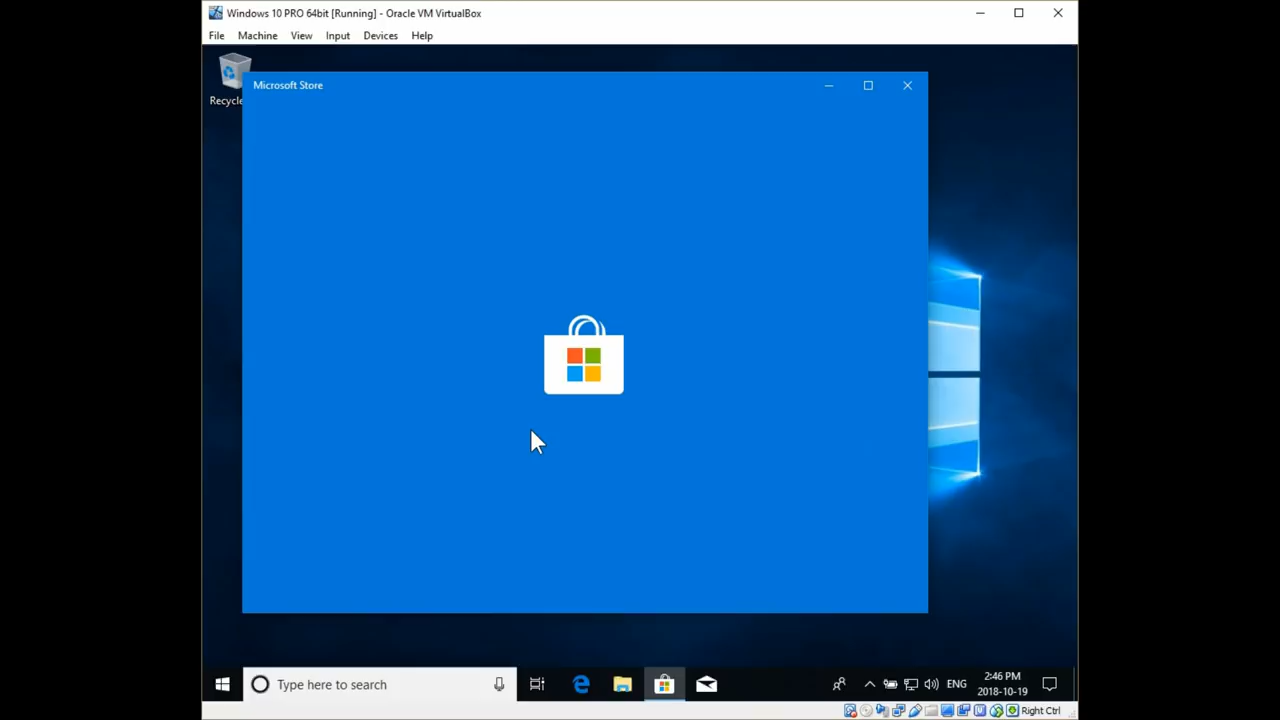 Windows 10 PRO 64bit [Running] - Oracle VM VirtualBox
File Machine View Input Devices Help
Recycle
Microsoft Store
Type here to search
ENG
2:46 PM
2018-10-19
Right Ctrl